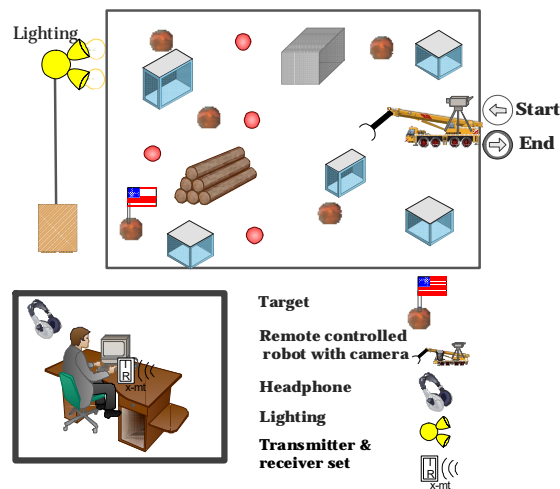 Lighting
Start
End
T
R
x-mt
Target
Remote controlled
robot with camera
Headphone
Lighting
Transmitter &
receiver set
T
R
x-mt